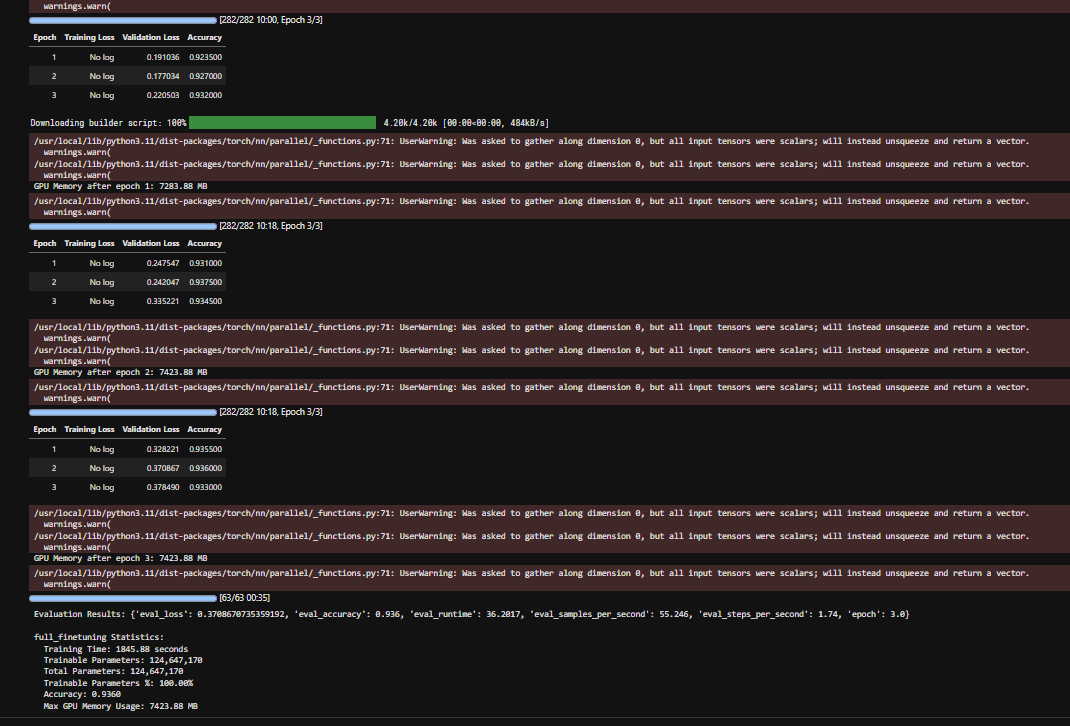 warnings.warn(
[282/282 10:00, Epoch 3/3]
Epoch Training Loss Validation Loss Accuracy
1 No log 0.191036 0.923500
2 No log 0.177034 0.927000
3 No log 0.220503 0.932000
Downloading builder script: 100% 4.20k/4.20k [00:00<00:00, 484kB/s]
/usr/local/lib/python3.11/dist-packages/torch/nn/parallel/_functions.py:71: UserWarning: Was asked to gather along dimension 0, but all input tensors were scalars; will instead unsqueeze and return a vector.
warnings.warn(
/usr/local/lib/python3.11/dist-packages/torch/nn/parallel/_functions.py:71: UserWarning: Was asked to gather along dimension 0, but all input tensors were scalars; will instead unsqueeze and return a vector.
warnings.warn(
GPU Memory after epoch 1: 7283.88 MB
/usr/local/lib/python3.11/dist-packages/torch/nn/parallel/_functions.py:71: UserWarning: Was asked to gather along dimension 0, but all input tensors were scalars; will instead unsqueeze and return a vector.
warnings.warn(
[282/282 10:18, Epoch 3/3]
Epoch Training Loss Validation Loss Accuracy
1 No log 0.247547 0.931000
2 No log 0.242047 0.937500
3 No log 0.335221 0.934500
/usr/local/lib/python3.11/dist-packages/torch/nn/parallel/_functions.py:71: UserWarning: Was asked to gather along dimension 0, but all input tensors were scalars; will instead unsqueeze and return a vector.
warnings.warn(
/usr/local/lib/python3.11/dist-packages/torch/nn/parallel/_functions.py:71: UserWarning: Was asked to gather along dimension 0, but all input tensors were scalars; will instead unsqueeze and return a vector.
warnings.warn(
GPU Memory after epoch 2: 7423.88 MB
/usr/local/lib/python3.11/dist-packages/torch/nn/parallel/_functions.py:71: UserWarning: Was asked to gather along dimension 0, but all input tensors were scalars; will instead unsqueeze and return a vector.
warnings.warn(
[282/282 10:18, Epoch 3/3]
Epoch Training Loss Validation Loss Accuracy
1 No log 0.328221 0.935500
2 No log 0.370867 0.936000
3 No log 0.378490 0.933000
/usr/local/lib/python3.11/dist-packages/torch/nn/parallel/_functions.py:71: UserWarning: Was asked to gather along dimension 0, but all input tensors were scalars; will instead unsqueeze and return a vector.
warnings.warn(
/usr/local/lib/python3.11/dist-packages/torch/nn/parallel/_functions.py:71: UserWarning: Was asked to gather along dimension 0, but all input tensors were scalars; will instead unsqueeze and return a vector.
warnings.warn(
GPU Memory after epoch 3: 7423.88 MB
/usr/local/lib/python3.11/dist-packages/torch/nn/parallel/_functions.py:71: UserWarning: Was asked to gather along dimension 0, but all input tensors were scalars; will instead unsqueeze and return a vector.
warnings.warn(
[63/63 00:35]
Evaluation Results: {'eval_loss': 0.3708670735359192, 'eval_accuracy': 0.936, 'eval_runtime': 36.2017, 'eval_samples_per_second': 55.246, 'eval_steps_per_second': 1.74, 'epoch': 3.0}
full_finetuning Statistics:
Training Time: 1845.88 seconds
Trainable Parameters: 124,647,170
Total Parameters: 124,647,170
Trainable Parameters %: 100.00%
Accuracy: 0.9360
Max GPU Memory Usage: 7423.88 MB